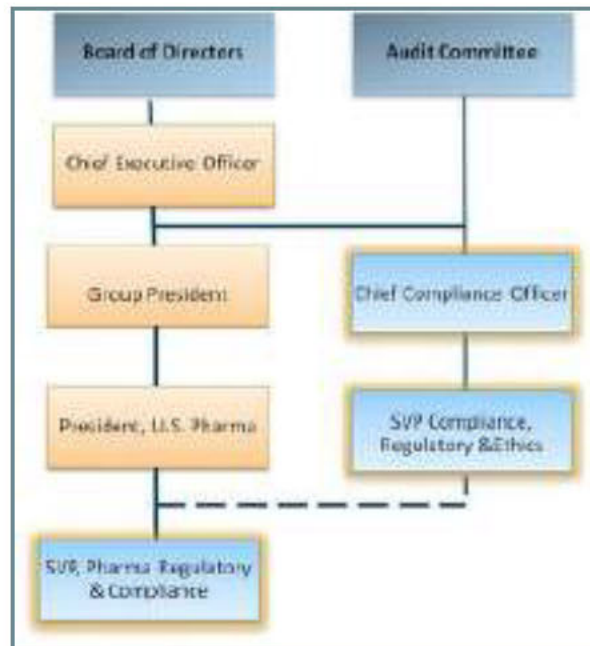 Board of Directors
Audit Committee
Chief Executive Officer
Group President
Chief Compliance Officer
President, U.S. Pharma
SVP Compliance,
Regulatory &Ethics
SVP, Pharma Regulatory
& Compliance